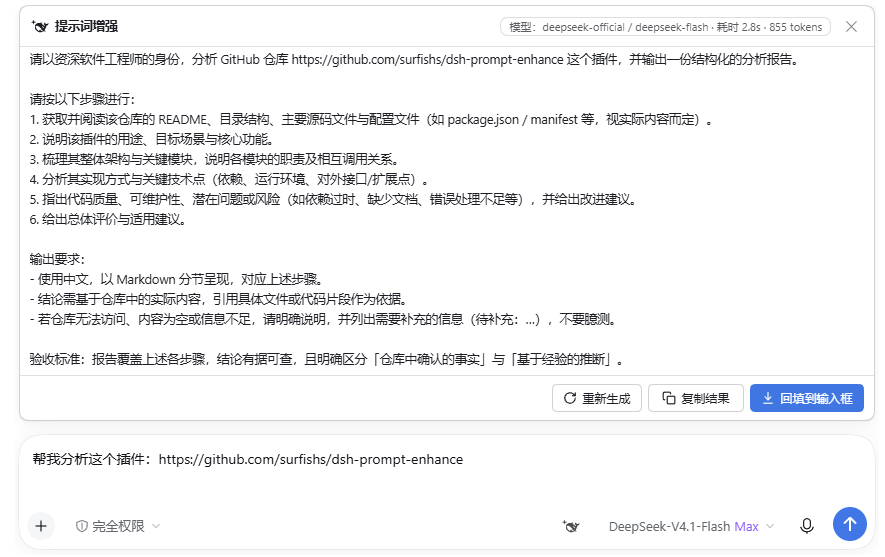 提示词增强
模型：deepseek-official / deepseek-flash · 耗时 2.8s · 855 tokens
请以资深软件工程师的身份，分析 GitHub 仓库 https://github.com/surfishs/dsh-prompt-enhance 这个插件，并输出一份结构化的分析报告。
请按以下步骤进行：
1. 获取并阅读该仓库的 README、目录结构、主要源码文件与配置文件（如 package.json / manifest 等，视实际内容而定）。
2. 说明该插件的用途、目标场景与核心功能。
3. 梳理其整体架构与关键模块，说明各模块的职责及相互调用关系。
4. 分析其实现方式与关键技术点（依赖、运行环境、对外接口/扩展点）。
5. 指出代码质量、可维护性、潜在问题或风险（如依赖过时、缺少文档、错误处理不足等），并给出改进建议。
6. 给出总体评价与适用建议。
输出要求：
- 使用中文，以 Markdown 分节呈现，对应上述步骤。
- 结论需基于仓库中的实际内容，引用具体文件或代码片段作为依据。
- 若仓库无法访问、内容为空或信息不足，请明确说明，并列出需要补充的信息（待补充：...），不要臆测。
验收标准：报告覆盖上述各步骤，结论有据可查，且明确区分「仓库中确认的事实」与「基于经验的推断」。
重新生成
复制结果
回填到输入框
帮我分析这个插件：https://github.com/surfishs/dsh-prompt-enhance
完全权限
DeepSeek-V4.1-Flash Max